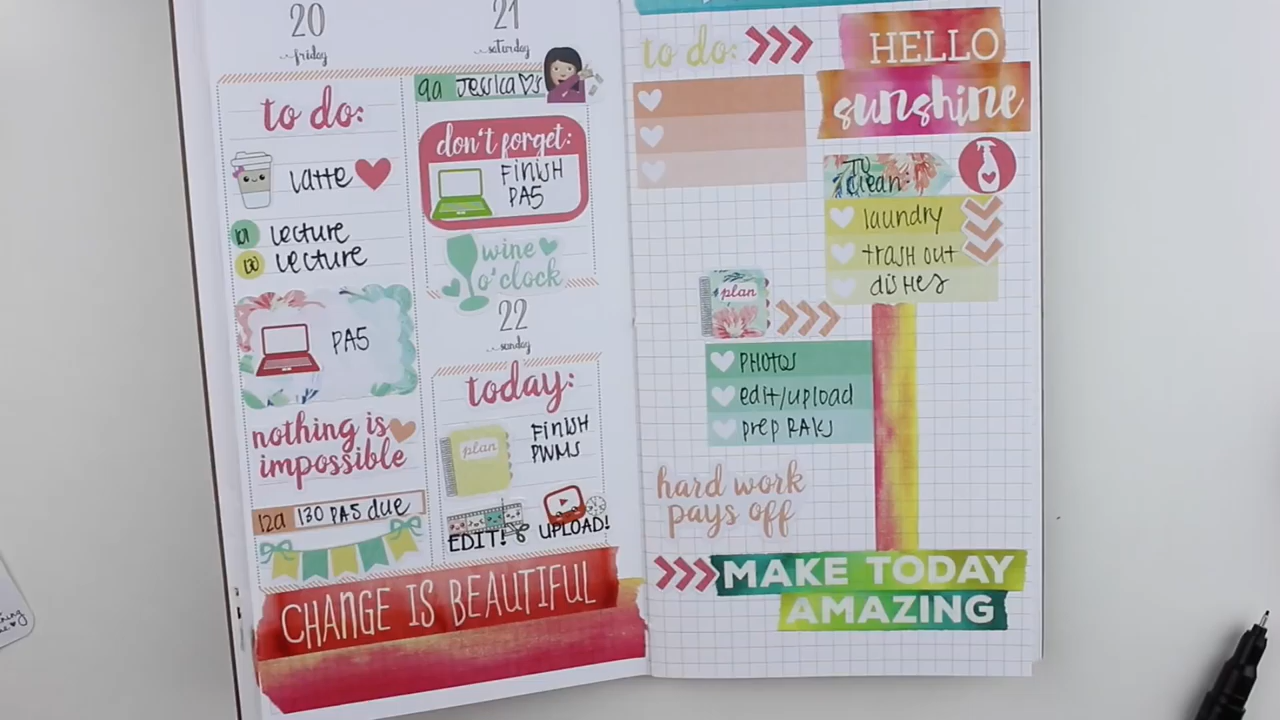 20
friday
to do:
latte
lecture
lecture
PA5
nothing is
impossible
12a 130 PA5 due
21
saturday
9a Jessica
don't forget:
FINISH
PA5
wine
o'clock
22
sunday
today:
plan
FINISH
PWMS
EDIT! UPLOAD!
CHANGE IS BEAUTIFUL
to do:
HELLO
sunshine
TO
clean:
laundry
trash out
dishes
plan
PHOTOS
edit/upload
prep RAKs
hard work
pays off
MAKE TODAY
AMAZING